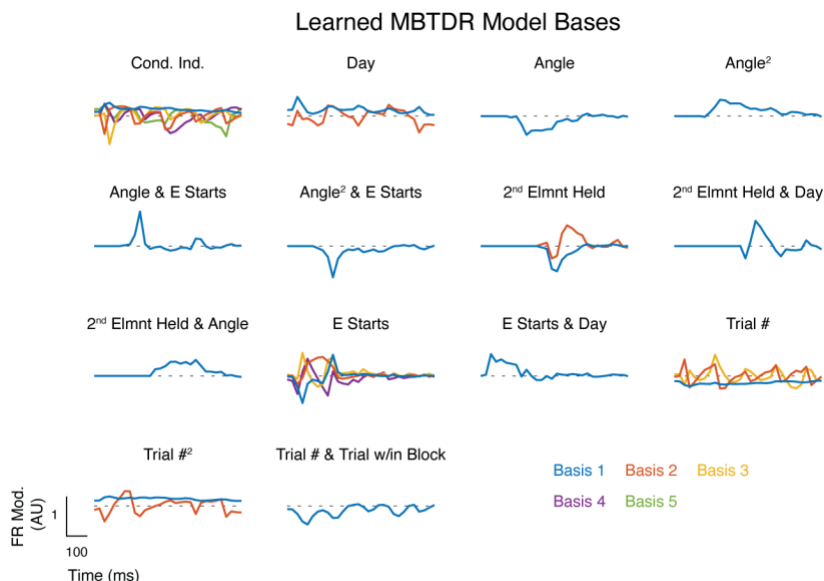 Learned MBTDR Model Bases
Cond. Ind. Day Angle Angle²
Angle & E Starts Angle² & E Starts 2nd Elmnt Held 2nd Elmnt Held & Day
2nd Elmnt Held & Angle E Starts E Starts & Day Trial #
Trial #² Trial # & Trial w/in Block
Basis 1 Basis 2 Basis 3
Basis 4 Basis 5
FR Mod.
(AU)
1
100
Time (ms)